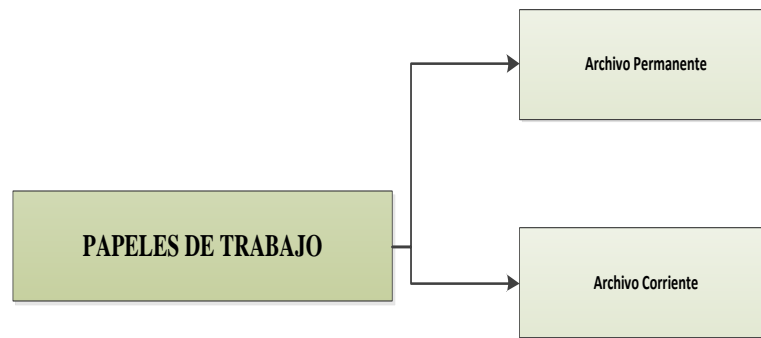 Archivo Permanente
PAPELES DE TRABAJO
Archivo Corriente